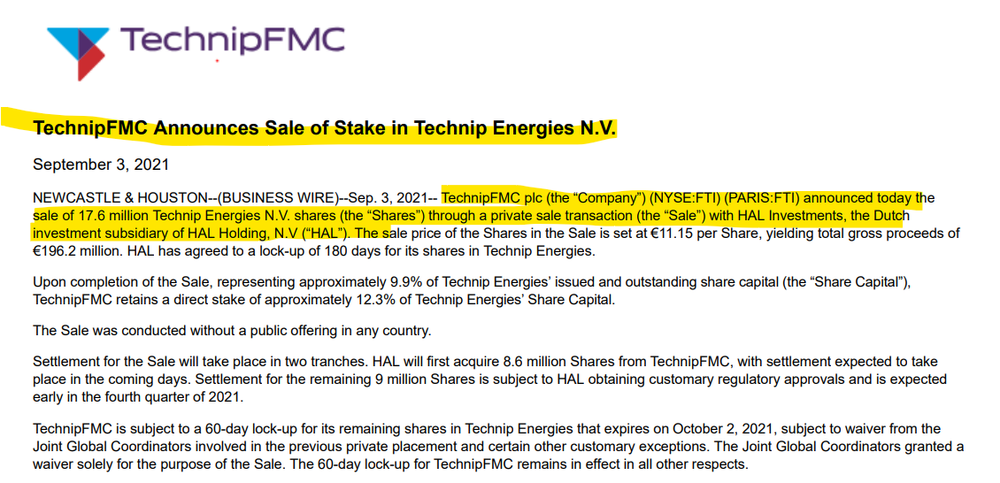 TechnipFMC
TechnipFMC Announces Sale of Stake in Technip Energies N.V.
September 3, 2021
NEWCASTLE & HOUSTON--(BUSINESS WIRE)--Sep. 3, 2021-- TechnipFMC plc (the “Company”) (NYSE:FTI) (PARIS:FTI) announced today the
sale of 17.6 million Technip Energies N.V. shares (the “Shares”) through a private sale transaction (the “Sale”) with HAL Investments, the Dutch
investment subsidiary of HAL Holding, N.V (“HAL”). The sale price of the Shares in the Sale is set at €11.15 per Share, yielding total gross proceeds of
€196.2 million. HAL has agreed to a lock-up of 180 days for its shares in Technip Energies.
Upon completion of the Sale, representing approximately 9.9% of Technip Energies’ issued and outstanding share capital (the “Share Capital”),
TechnipFMC retains a direct stake of approximately 12.3% of Technip Energies’ Share Capital.
The Sale was conducted without a public offering in any country.
Settlement for the Sale will take place in two tranches. HAL will first acquire 8.6 million Shares from TechnipFMC, with settlement expected to take
place in the coming days. Settlement for the remaining 9 million Shares is subject to HAL obtaining customary regulatory approvals and is expected
early in the fourth quarter of 2021.
TechnipFMC is subject to a 60-day lock-up for its remaining shares in Technip Energies that expires on October 2, 2021, subject to waiver from the
Joint Global Coordinators involved in the previous private placement and certain other customary exceptions. The Joint Global Coordinators granted a
waiver solely for the purpose of the Sale. The 60-day lock-up for TechnipFMC remains in effect in all other respects.